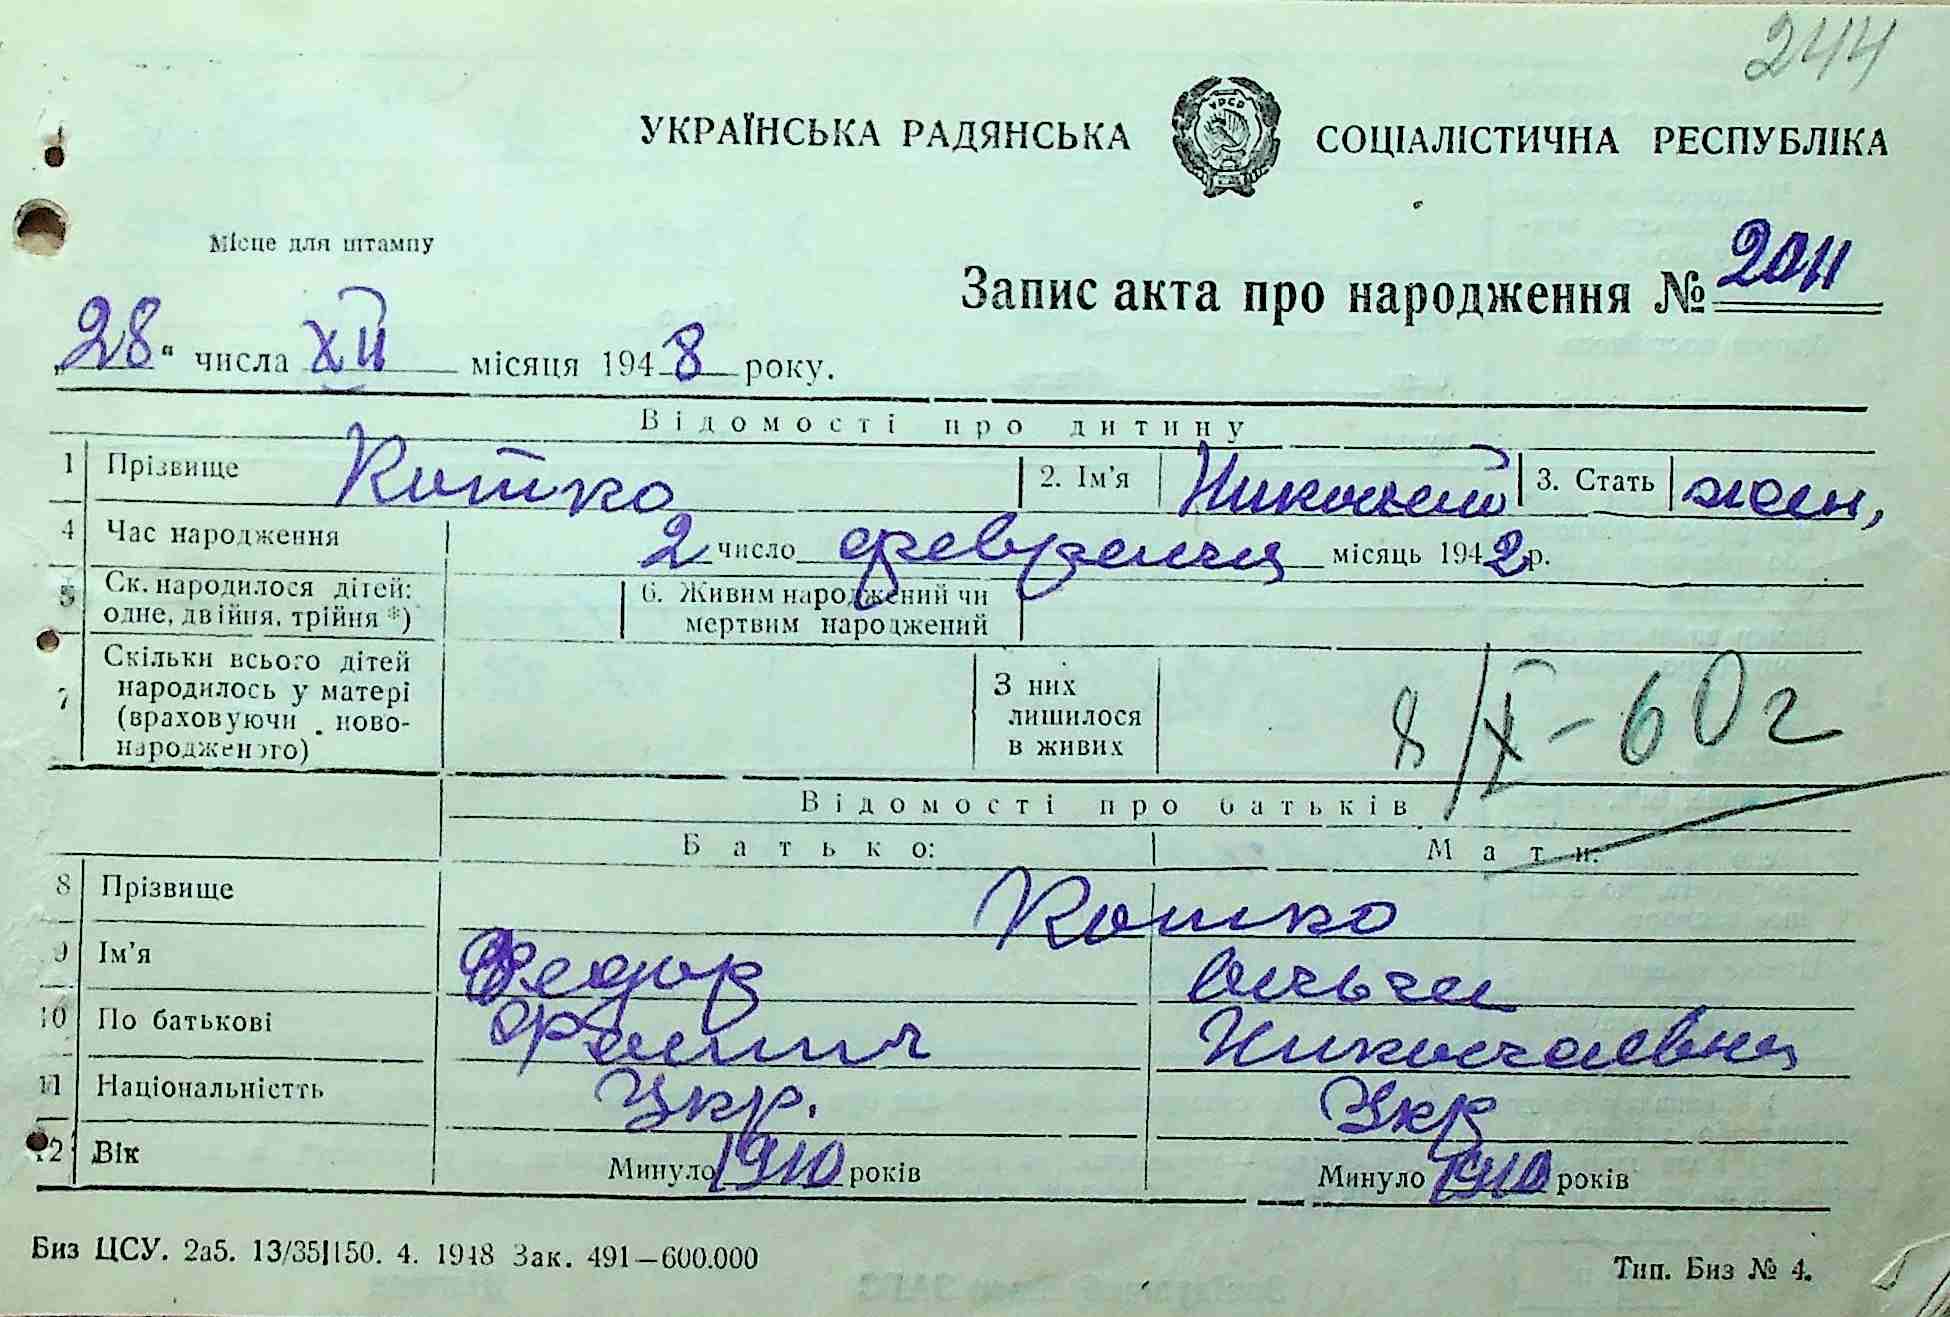 244
УКРАЇНСЬКА РАДЯНСЬКА СОЦІАЛІСТИЧНА РЕСПУБЛІКА
УРСР
Місце для штампу
Запис акта про народження № 2011
„28" числа XII місяця 1948 року.
Відомості про дитину
1 Прізвище Котко 2. Ім'я Николай 3. Стать жен,
4 Час народження 2 число февраля місяць 1942 р.
5 Ск. народилося дітей: одне, двійня, трійня *) 6. Живим народжений чи мертвим народжений
7 Скільки всього дітей народилось у матері (враховуючи ново-народженого) З них лишилося в живих
8/X-60г
Відомості про батьків
Батько: Мати:
8 Прізвище Котко
9 Ім'я Федор
10 По батькові Николаевна
11 Національністть Укр. Укр
12 Вік Минуло 1910 років Минуло 1910 років
Биз ЦСУ. 2а5. 13/35|150. 4. 1948 Зак. 491—600.000 Тип. Биз № 4.